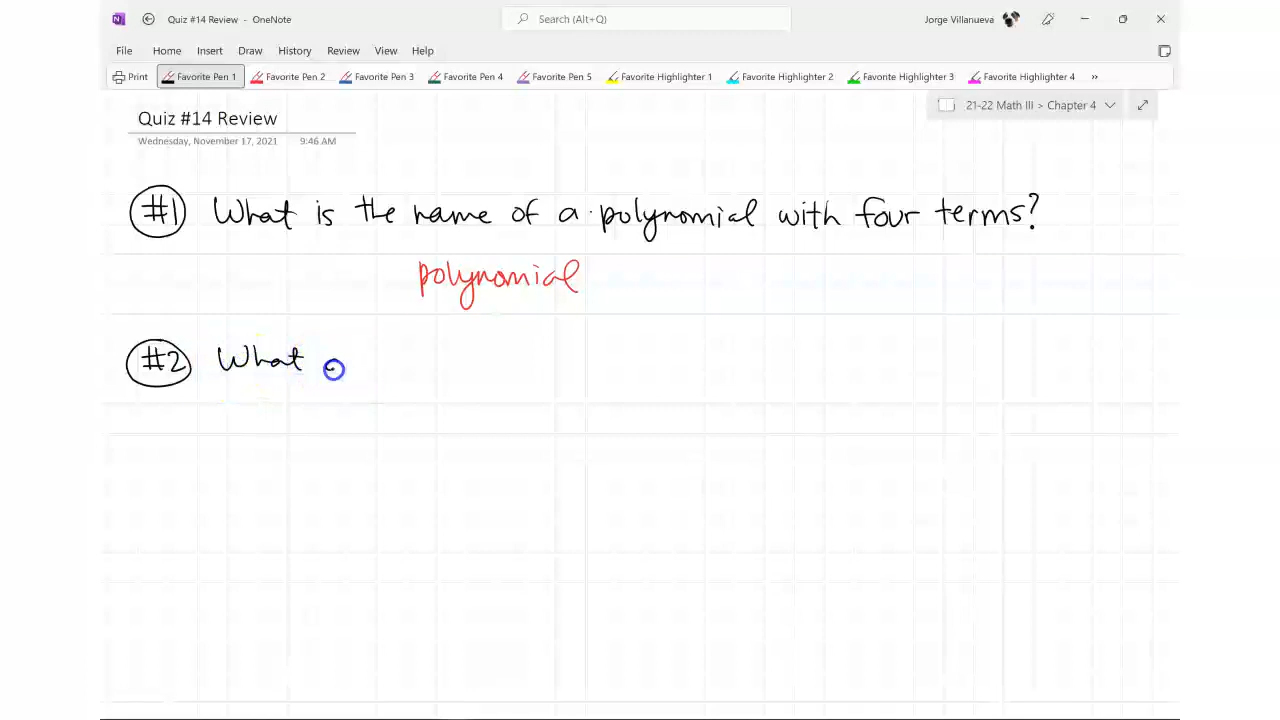 Quiz #14 Review - OneNote
Search (Alt+Q)
Jorge Villanueva
File Home Insert Draw History Review View Help
Print Favorite Pen 1 Favorite Pen 2 Favorite Pen 3 Favorite Pen 4 Favorite Pen 5 Favorite Highlighter 1 Favorite Highlighter 2 Favorite Highlighter 3 Favorite Highlighter 4 »
21-22 Math III > Chapter 4
Quiz #14 Review
Wednesday, November 17, 2021 9:46 AM
#1 What is the name of a polynomial with four terms?
polynomial
#2 What